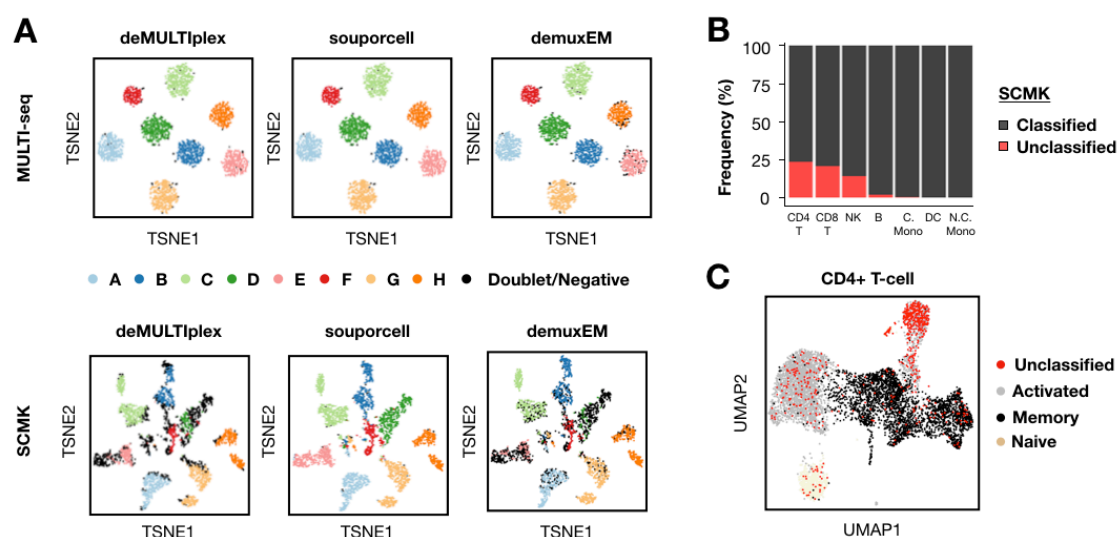 A
deMULTIplex souporcell demuxEM
MULTI-seq
TSNE2 TSNE2 TSNE2
TSNE1 TSNE1 TSNE1
A B C D E F G H Doublet/Negative
deMULTIplex souporcell demuxEM
SCMK
TSNE2 TSNE2 TSNE2
TSNE1 TSNE1 TSNE1
B
Frequency (%)
100
75
50
25
0
CD4 CD8 NK B C. DC N.C.
T T Mono Mono
SCMK
Classified
Unclassified
C
CD4+ T-cell
UMAP2
UMAP1
Unclassified
Activated
Memory
Naive